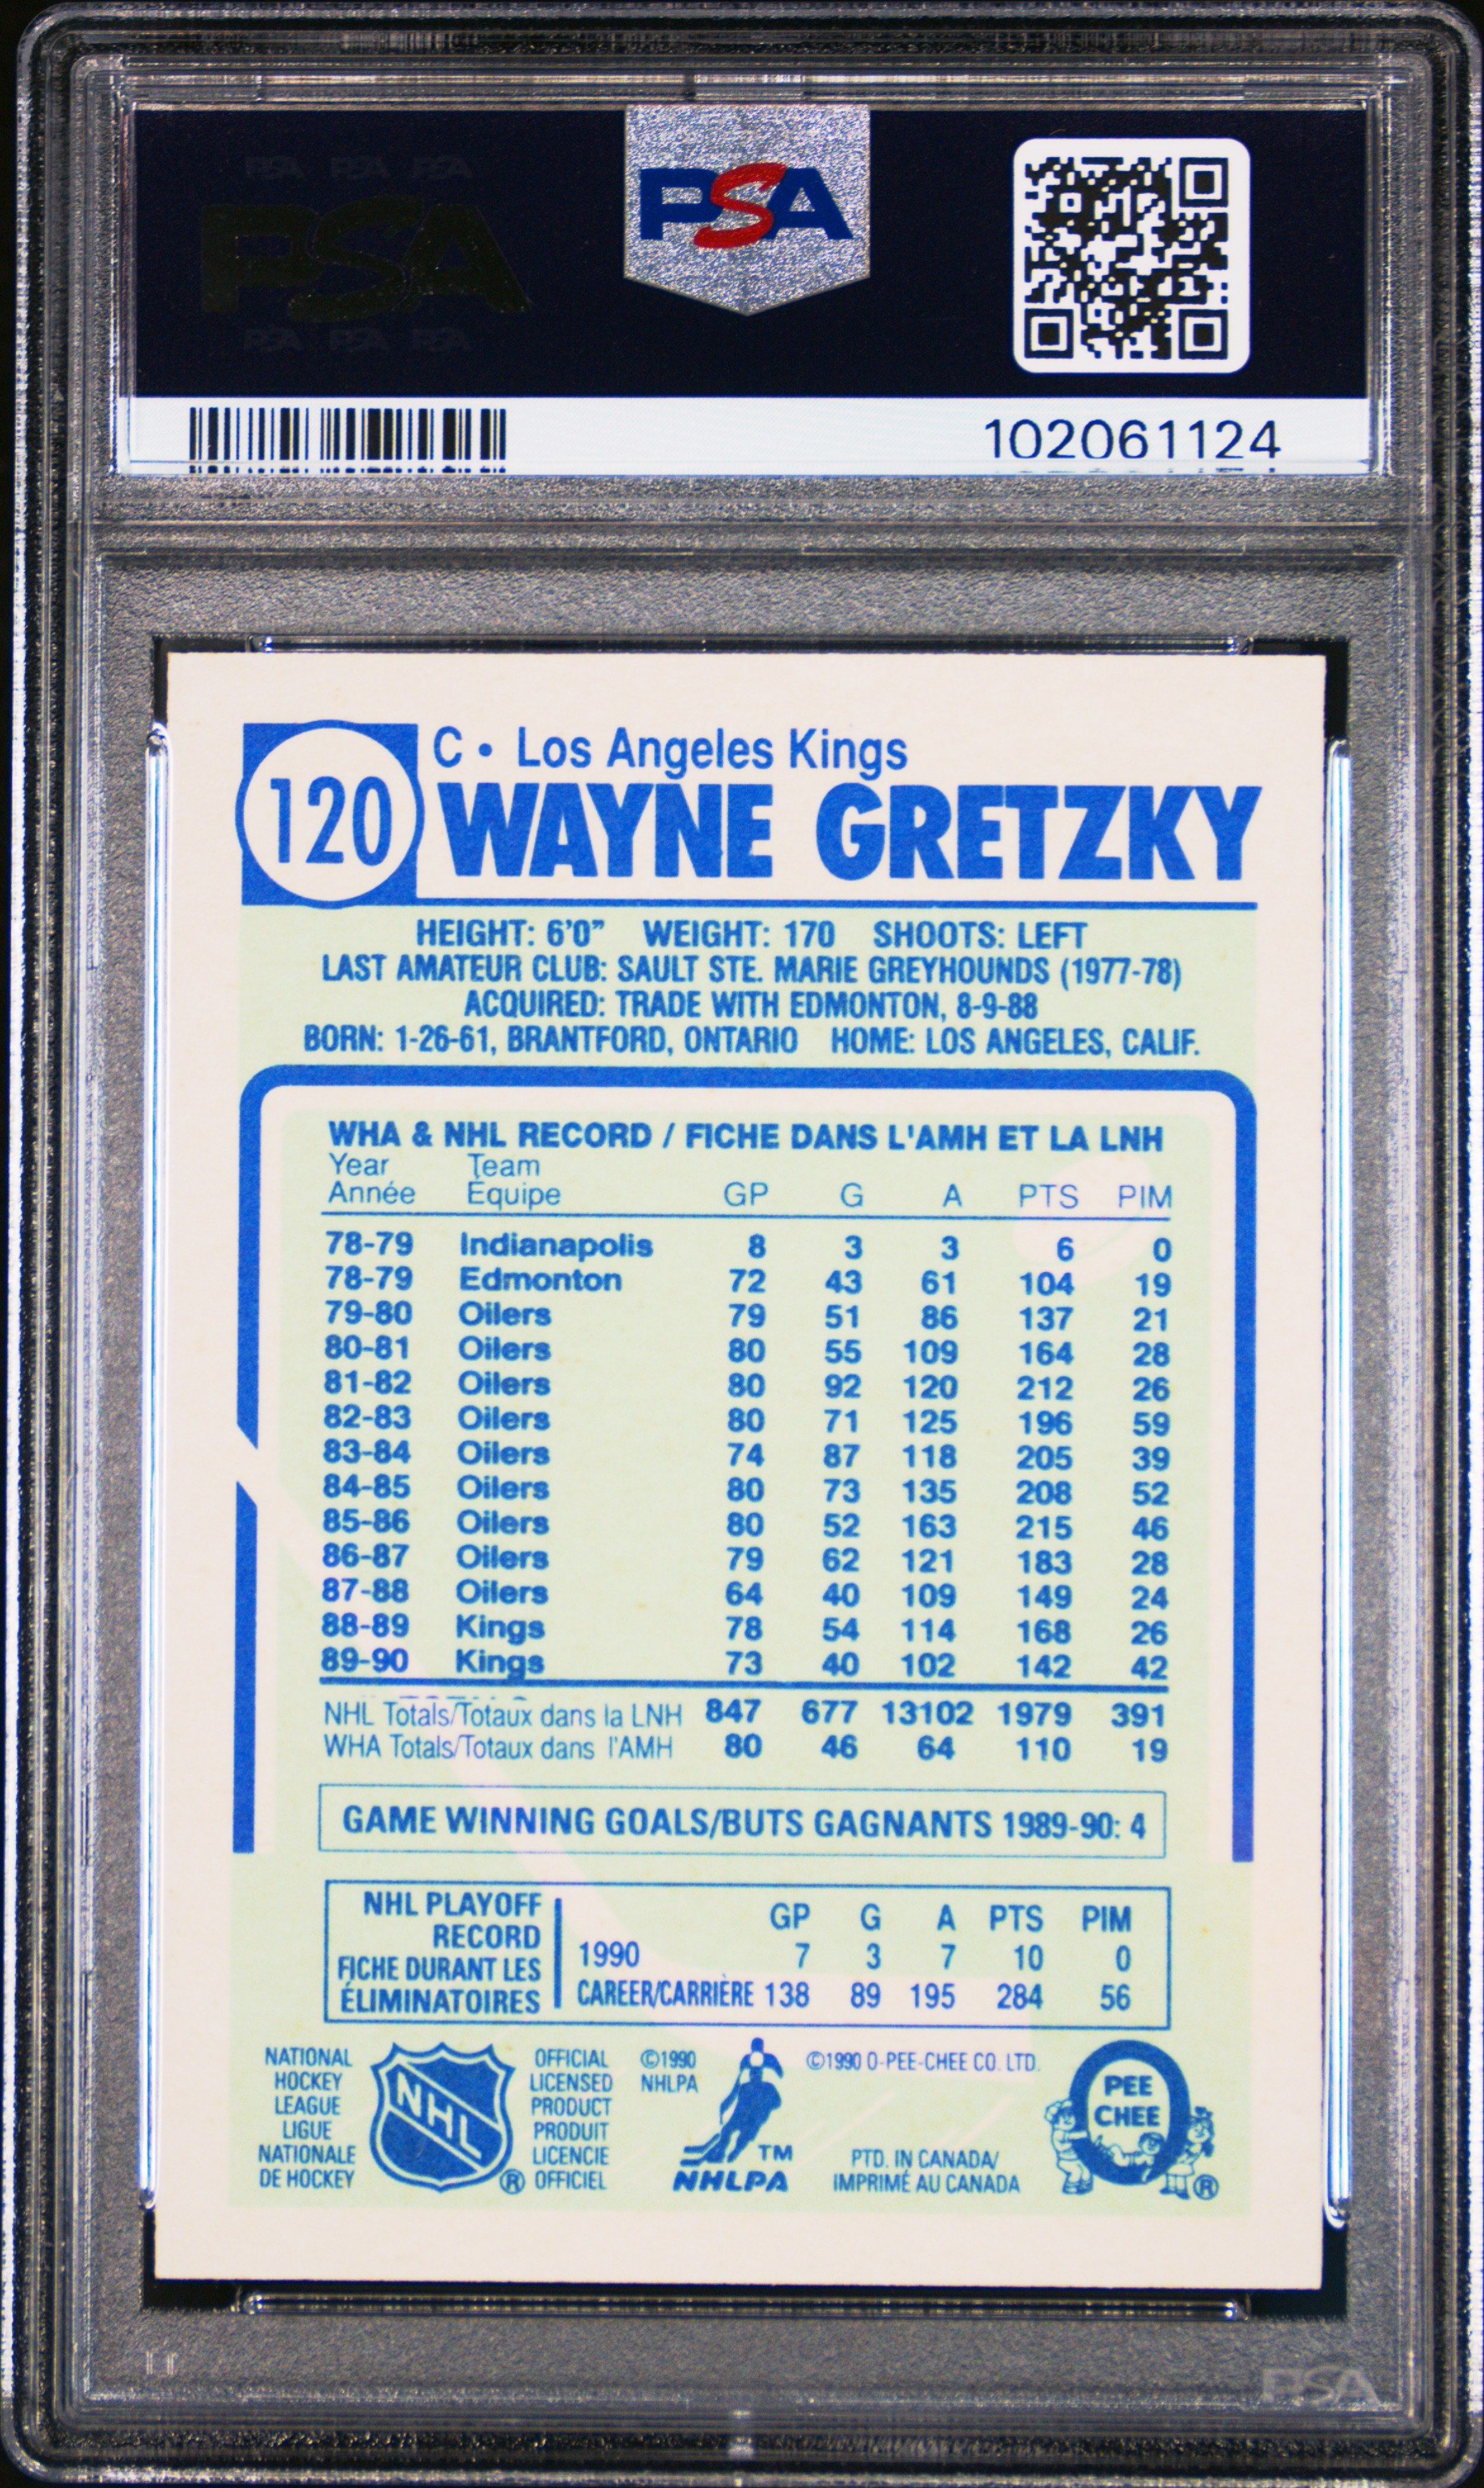 PSA PSA PSA
PSA
PSA PSA PSA
PSA
102061124
120
C • Los Angeles Kings
WAYNE GRETZKY
HEIGHT: 6'0" WEIGHT: 170 SHOOTS: LEFT
LAST AMATEUR CLUB: SAULT STE. MARIE GREYHOUNDS (1977-78)
ACQUIRED: TRADE WITH EDMONTON, 8-9-88
BORN: 1-26-61, BRANTFORD, ONTARIO HOME: LOS ANGELES, CALIF.
WHA & NHL RECORD / FICHE DANS L'AMH ET LA LNH
Year Team
Année Équipe GP G A PTS PIM
78-79 Indianapolis 8 3 3 6 0
78-79 Edmonton 72 43 61 104 19
79-80 Oilers 79 51 86 137 21
80-81 Oilers 80 55 109 164 28
81-82 Oilers 80 92 120 212 26
82-83 Oilers 80 71 125 196 59
83-84 Oilers 74 87 118 205 39
84-85 Oilers 80 73 135 208 52
85-86 Oilers 80 52 163 215 46
86-87 Oilers 79 62 121 183 28
87-88 Oilers 64 40 109 149 24
88-89 Kings 78 54 114 168 26
89-90 Kings 73 40 102 142 42
NHL Totals/Totaux dans la LNH 847 677 13102 1979 391
WHA Totals/Totaux dans l'AMH 80 46 64 110 19
GAME WINNING GOALS/BUTS GAGNANTS 1989-90: 4
NHL PLAYOFF
RECORD
FICHE DURANT LES
ÉLIMINATOIRES
GP G A PTS PIM
1990 7 3 7 10 0
CAREER/CARRIÈRE 138 89 195 284 56
NATIONAL
HOCKEY
LEAGUE
LIGUE
NATIONALE
DE HOCKEY
NHL
®
OFFICIAL
LICENSED
PRODUCT
PRODUIT
LICENCIE
OFFICIEL
©1990
NHLPA
TM
NHLPA
©1990 O-PEE-CHEE CO. LTD.
PTD. IN CANADA/
IMPRIMÉ AU CANADA
O
PEE
CHEE
®
PSA